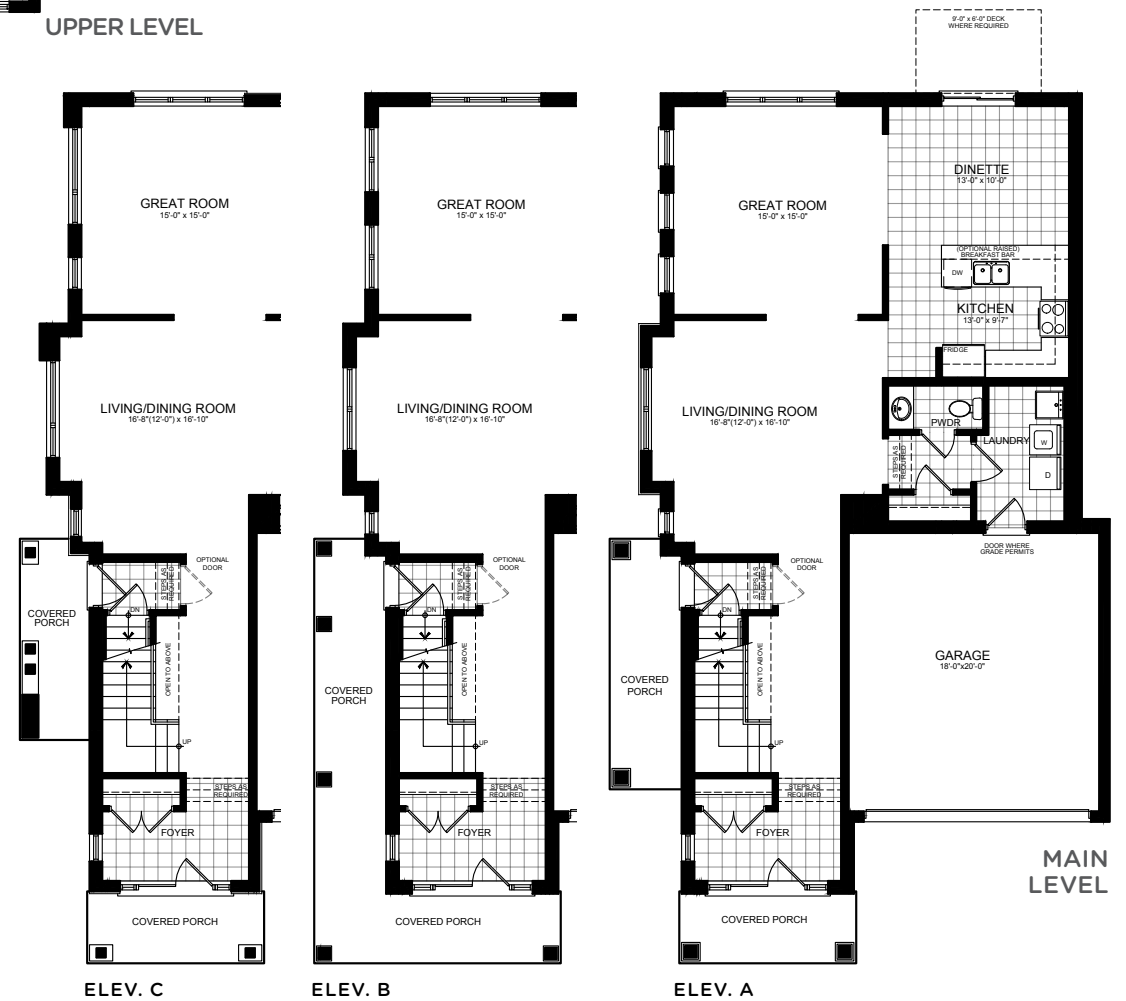 UPPER LEVEL
9'-0" x 6'-0" DECK
WHERE REQUIRED
GREAT ROOM
15'-0" x 15'-0"
LIVING/DINING ROOM
16'-8"(12'-0") x 16'-10"
OPTIONAL
DOOR
STEPS AS
REQUIRED
DN
COVERED
PORCH
OPEN TO ABOVE
UP
STEPS AS
REQUIRED
FOYER
COVERED PORCH
ELEV. C
GREAT ROOM
15'-0" x 15'-0"
LIVING/DINING ROOM
16'-8"(12'-0") x 16'-10"
OPTIONAL
DOOR
STEPS AS
REQUIRED
DN
COVERED
PORCH
OPEN TO ABOVE
UP
STEPS AS
REQUIRED
FOYER
COVERED PORCH
ELEV. B
GREAT ROOM
15'-0" x 15'-0"
DINETTE
13'-0" x 10'-0"
(OPTIONAL RAISED)
BREAKFAST BAR
DW
KITCHEN
13'-0" x 9'-7"
FRIDGE
LIVING/DINING ROOM
16'-8"(12'-0") x 16'-10"
PWDR
LAUNDRY
W
D
STEPS AS
REQUIRED
DOOR WHERE
GRADE PERMITS
OPTIONAL
DOOR
STEPS AS
REQUIRED
DN
COVERED
PORCH
OPEN TO ABOVE
UP
GARAGE
18'-0"x20'-0"
STEPS AS
REQUIRED
FOYER
COVERED PORCH
MAIN
LEVEL
ELEV. A